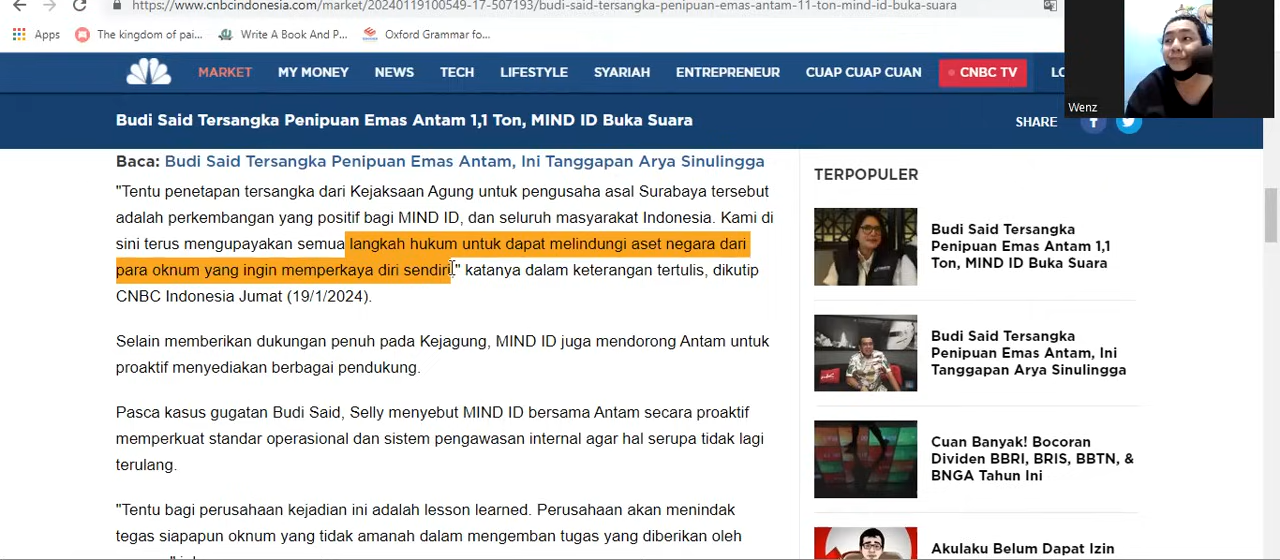 https://www.cnbcindonesia.com/market/20240119100549-17-507193/budi-said-tersangka-penipuan-emas-antam-11-ton-mind-id-buka-suara
Apps
The kingdom of pai...
Write A Book And P...
Oxford Grammar fo...
MARKET MY MONEY NEWS TECH LIFESTYLE SYARIAH ENTREPRENEUR CUAP CUAP CUAN CNBC TV
Wenz
Budi Said Tersangka Penipuan Emas Antam 1,1 Ton, MIND ID Buka Suara
SHARE
Baca: Budi Said Tersangka Penipuan Emas Antam, Ini Tanggapan Arya Sinulingga
"Tentu penetapan tersangka dari Kejaksaan Agung untuk pengusaha asal Surabaya tersebut
adalah perkembangan yang positif bagi MIND ID, dan seluruh masyarakat Indonesia. Kami di
sini terus mengupayakan semua langkah hukum untuk dapat melindungi aset negara dari
para oknum yang ingin memperkaya diri sendiri," katanya dalam keterangan tertulis, dikutip
CNBC Indonesia Jumat (19/1/2024).
Selain memberikan dukungan penuh pada Kejagung, MIND ID juga mendorong Antam untuk
proaktif menyediakan berbagai pendukung.
Pasca kasus gugatan Budi Said, Selly menyebut MIND ID bersama Antam secara proaktif
memperkuat standar operasional dan sistem pengawasan internal agar hal serupa tidak lagi
terulang.
"Tentu bagi perusahaan kejadian ini adalah lesson learned. Perusahaan akan menindak
tegas siapapun oknum yang tidak amanah dalam mengemban tugas yang diberikan oleh
TERPOPULER
Budi Said Tersangka
Penipuan Emas Antam 1,1
Ton, MIND ID Buka Suara
Budi Said Tersangka
Penipuan Emas Antam, Ini
Tanggapan Arya Sinulingga
Cuan Banyak! Bocoran
Dividen BBRI, BRIS, BBTN, &
BNGA Tahun Ini
Akulaku Belum Dapat Izin